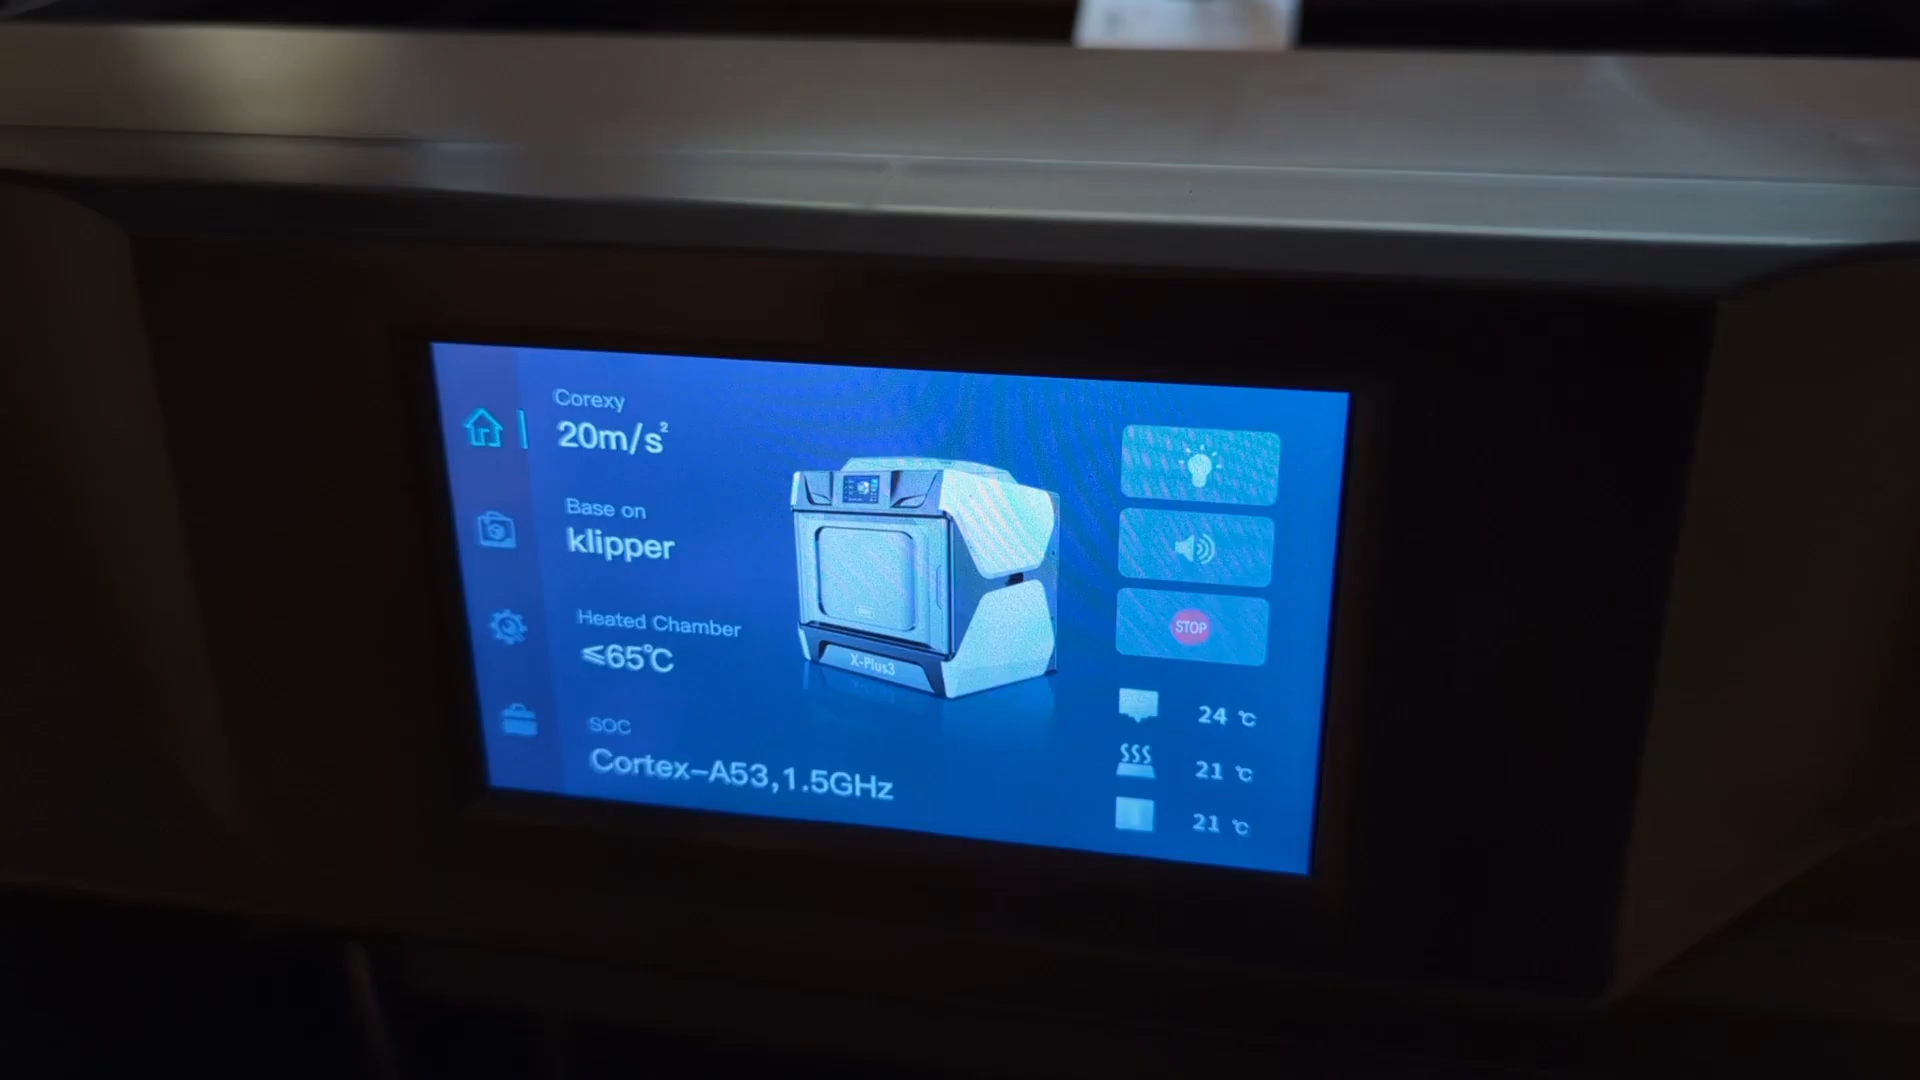 Corexy
20m/s²
Base on
klipper
Heated Chamber
≤65℃
SOC
Cortex-A53,1.5GHz
X-Plus3
STOP
24 ℃
21 ℃
21 ℃